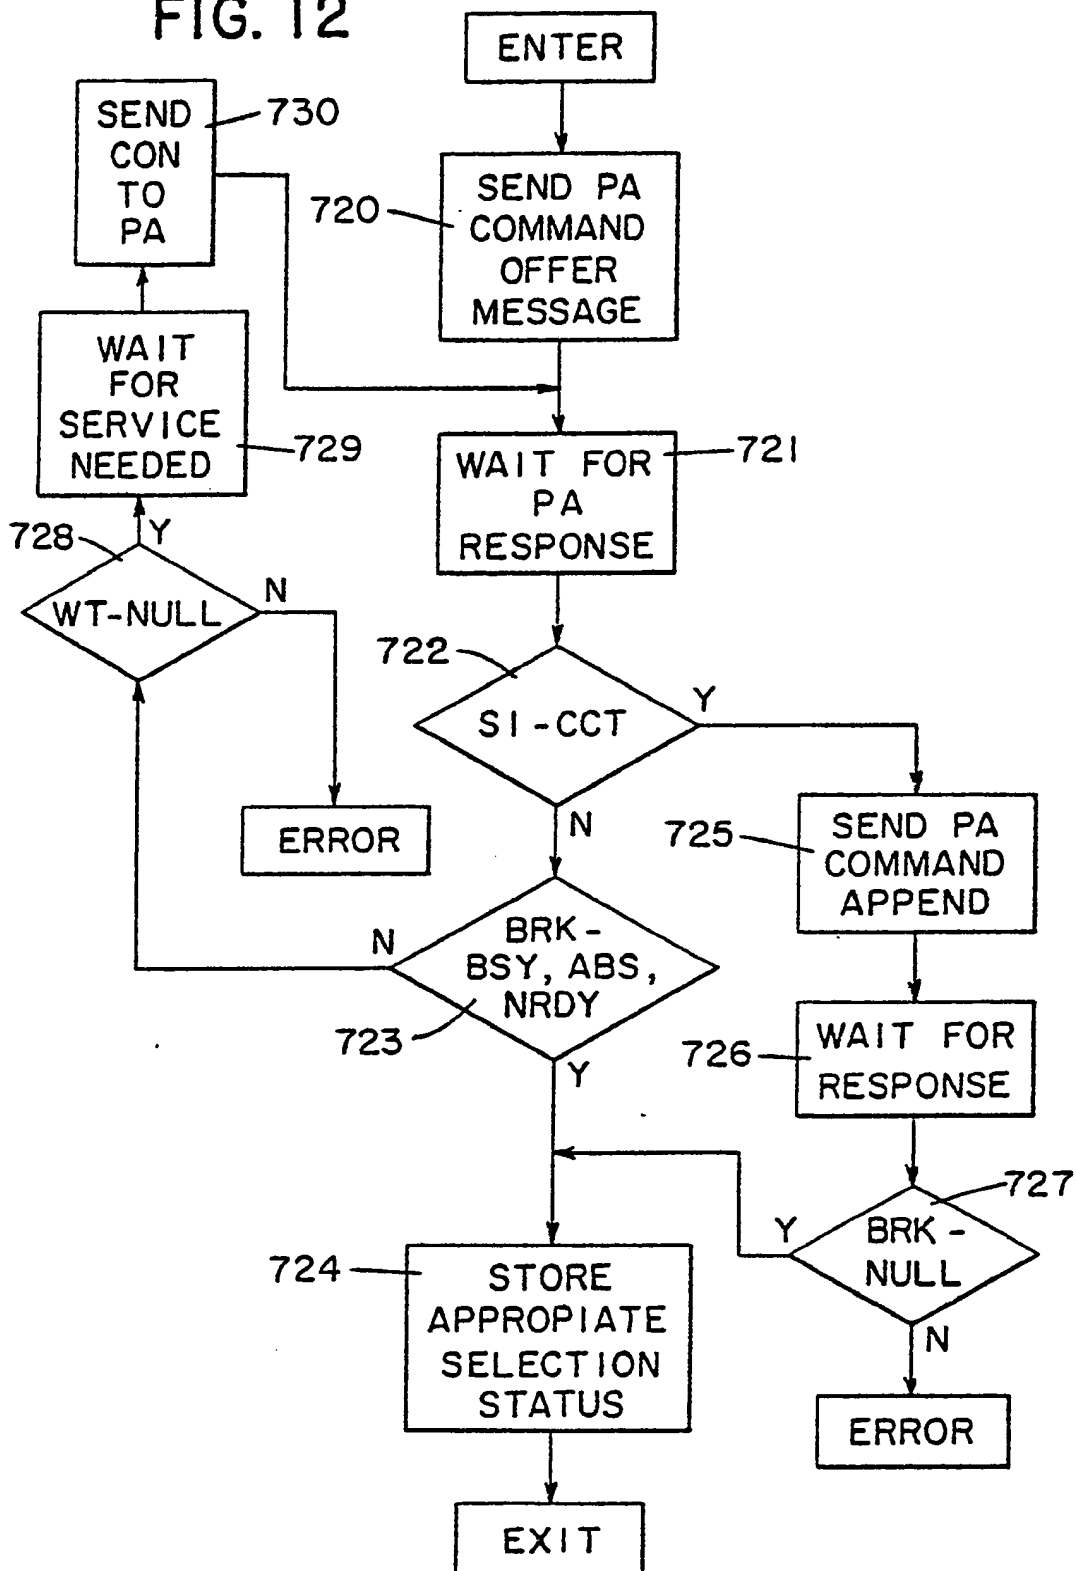 FIG. 12
ENTER
SEND
CON
TO
PA
730
SEND PA
COMMAND
OFFER
MESSAGE
720
WAIT
FOR
SERVICE
NEEDED
729
WAIT FOR
PA
RESPONSE
721
728
Y
WT-NULL
N
ERROR
722
SI-CCT
Y
N
725
SEND PA
COMMAND
APPEND
N
BRK-
BSY, ABS,
NRDY
723
Y
726
WAIT FOR
RESPONSE
727
Y
BRK-
NULL
N
ERROR
724
STORE
APPROPIATE
SELECTION
STATUS
EXIT